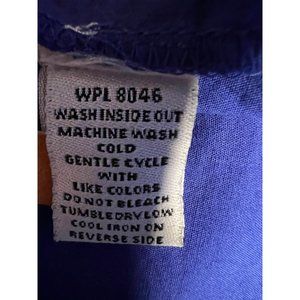 WPL 8046
WASH INSIDE OUT
MACHINE WASH
COLD
GENTLE CYCLE
WITH
LIKE COLORS
DO NOT BLEACH
TUMBLE DRY LOW
COOL IRON ON
REVERSE SIDE